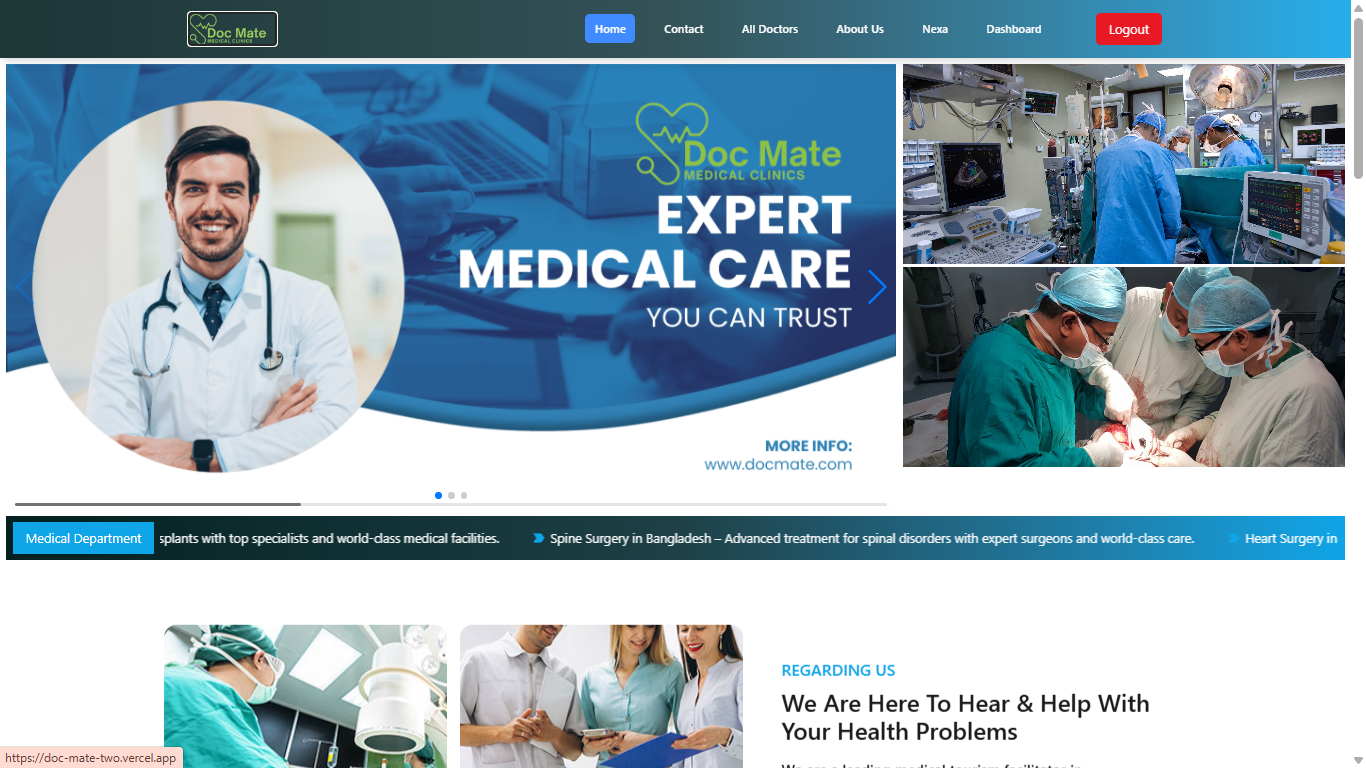 Doc Mate
MEDICAL CLINICS
Home
Contact
All Doctors
About Us
Nexa
Dashboard
Logout
Doc Mate
MEDICAL CLINICS
EXPERT
MEDICAL CARE
YOU CAN TRUST
MORE INFO:
www.docmate.com
Medical Department
splants with top specialists and world-class medical facilities.
Spine Surgery in Bangladesh – Advanced treatment for spinal disorders with expert surgeons and world-class care.
Heart Surgery in
REGARDING US
We Are Here To Hear & Help With
Your Health Problems
We are a leading medical tourism facilitator in
https://doc-mate-two.vercel.app